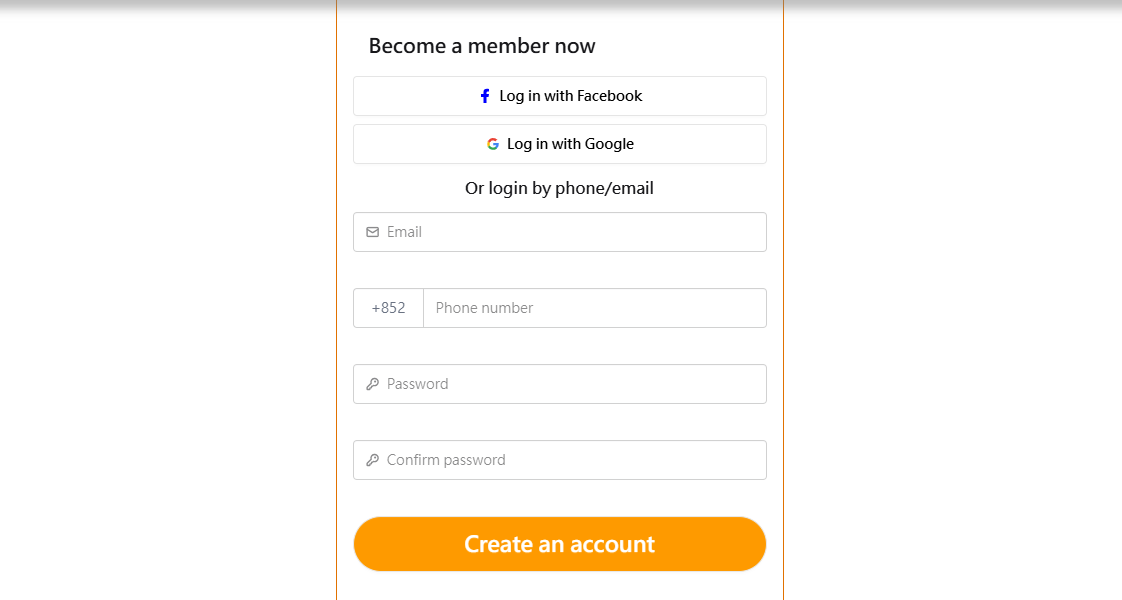 Become a member now
Log in with Facebook
Log in with Google
Or login by phone/email
Email
+852 Phone number
Password
Confirm password
Create an account